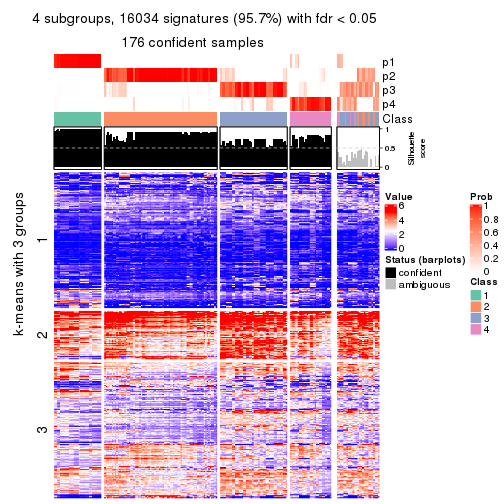 4 subgroups, 16034 signatures (95.7%) with fdr < 0.05
176 confident samples
p1
p2
p3
p4
Class
1
0.5
0
Silhouette
score
k-means with 3 groups
1
2
3
Value
6
4
2
0
Status (barplots)
confident
ambiguous
Prob
1
0.8
0.6
0.4
0.2
0
Class
1
2
3
4